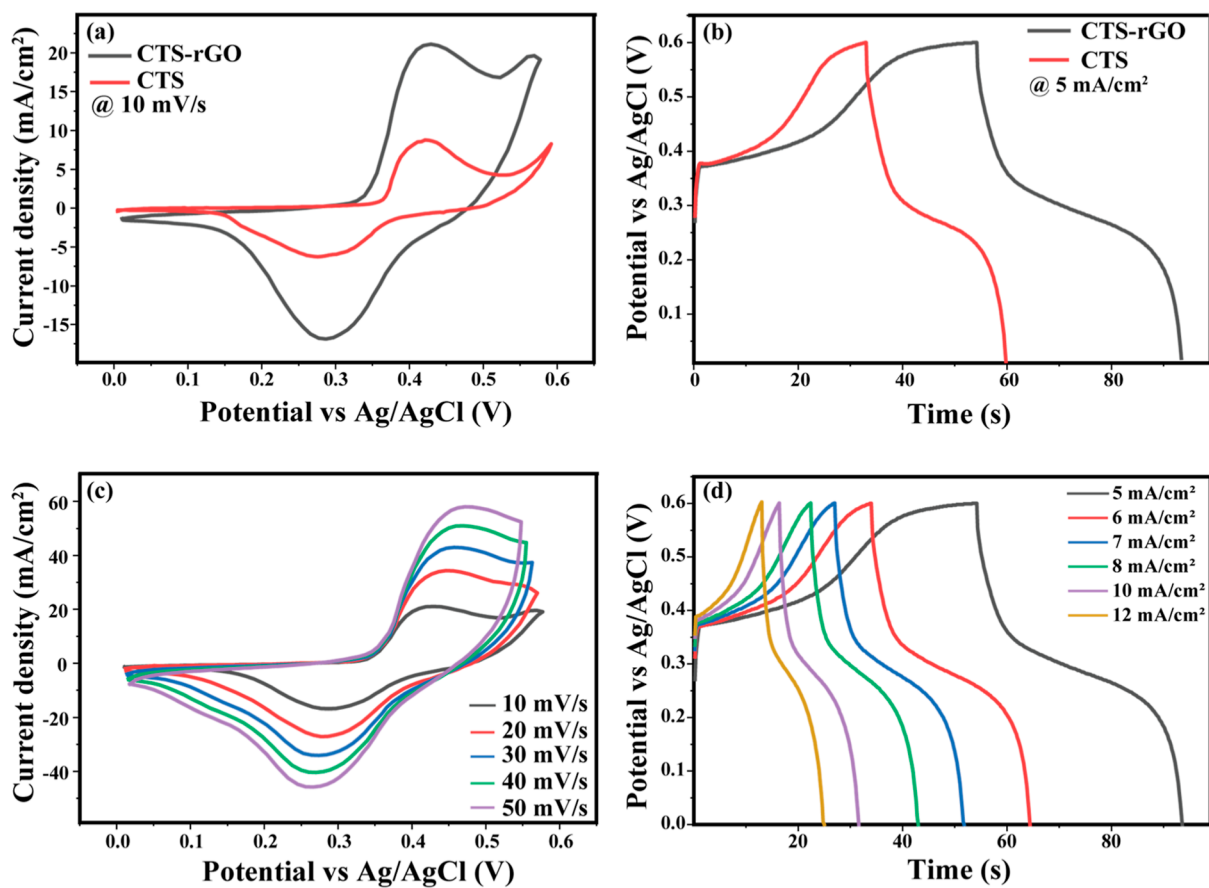 (a)
CTS-rGO
CTS
@ 10 mV/s
20
15
10
5
0
-5
-10
-15
Current density (mA/cm²)
0.0 0.1 0.2 0.3 0.4 0.5 0.6
Potential vs Ag/AgCl (V)
(b)
CTS-rGO
CTS
@ 5 mA/cm²
0.6
0.5
0.4
0.3
0.2
0.1
Potential vs Ag/AgCl (V)
0 20 40 60 80
Time (s)
(c)
60
40
20
0
-20
-40
Current density (mA/cm²)
10 mV/s
20 mV/s
30 mV/s
40 mV/s
50 mV/s
0.0 0.1 0.2 0.3 0.4 0.5 0.6
Potential vs Ag/AgCl (V)
(d)
5 mA/cm²
6 mA/cm²
7 mA/cm²
8 mA/cm²
10 mA/cm²
12 mA/cm²
0.6
0.5
0.4
0.3
0.2
0.1
0.0
Potential vs Ag/AgCl (V)
20 40 60 80
Time (s)